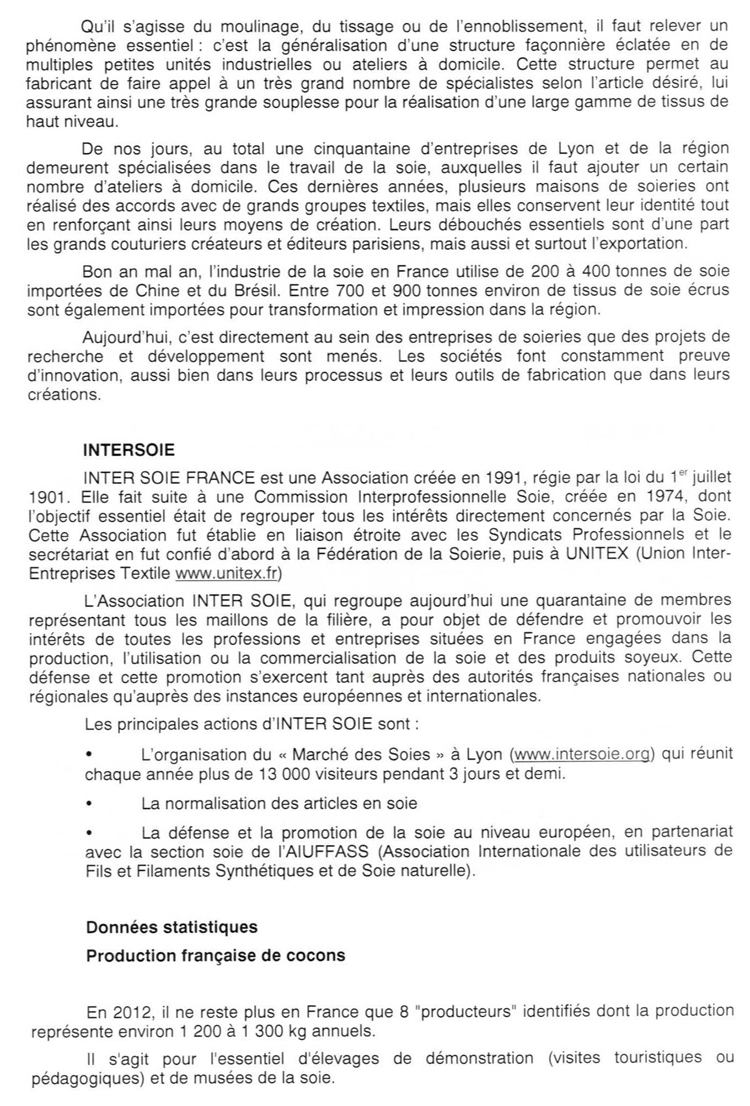 Qu'il s'agisse du moulinage, du tissage ou de l'ennoblissement, il faut relever un
phénomène essentiel : c'est la généralisation d'une structure façonnière éclatée en de
multiples petites unités industrielles ou ateliers à domicile. Cette structure permet au
fabricant de faire appel à un très grand nombre de spécialistes selon l'article désiré, lui
assurant ainsi une très grande souplesse pour la réalisation d'une large gamme de tissus de
haut niveau.
De nos jours, au total une cinquantaine d'entreprises de Lyon et de la région
demeurent spécialisées dans le travail de la soie, auxquelles il faut ajouter un certain
nombre d'ateliers à domicile. Ces dernières années, plusieurs maisons de soieries ont
réalisé des accords avec de grands groupes textiles, mais elles conservent leur identité tout
en renforçant ainsi leurs moyens de création. Leurs débouchés essentiels sont d'une part
les grands couturiers créateurs et éditeurs parisiens, mais aussi et surtout l'exportation.
Bon an mal an, l'industrie de la soie en France utilise de 200 à 400 tonnes de soie
importées de Chine et du Brésil. Entre 700 et 900 tonnes environ de tissus de soie écrus
sont également importées pour transformation et impression dans la région.
Aujourd'hui, c'est directement au sein des entreprises de soieries que des projets de
recherche et développement sont menés. Les sociétés font constamment preuve
d'innovation, aussi bien dans leurs processus et leurs outils de fabrication que dans leurs
créations.
INTERSOIE
INTER SOIE FRANCE est une Association créée en 1991, régie par la loi du 1er juillet
1901. Elle fait suite à une Commission Interprofessionnelle Soie, créée en 1974, dont
l'objectif essentiel était de regrouper tous les intérêts directement concernés par la Soie.
Cette Association fut établie en liaison étroite avec les Syndicats Professionnels et le
secrétariat en fut confié d'abord à la Fédération de la Soierie, puis à UNITEX (Union Inter-
Entreprises Textile www.unitex.fr)
L'Association INTER SOIE, qui regroupe aujourd'hui une quarantaine de membres
représentant tous les maillons de la filière, a pour objet de défendre et promouvoir les
intérêts de toutes les professions et entreprises situées en France engagées dans la
production, l'utilisation ou la commercialisation de la soie et des produits soyeux. Cette
défense et cette promotion s'exercent tant auprès des autorités françaises nationales ou
régionales qu'auprès des instances européennes et internationales.
Les principales actions d'INTER SOIE sont :
• L'organisation du « Marché des Soies » à Lyon (www.intersoie.org) qui réunit
chaque année plus de 13 000 visiteurs pendant 3 jours et demi.
• La normalisation des articles en soie
• La défense et la promotion de la soie au niveau européen, en partenariat
avec la section soie de l'AIUFFASS (Association Internationale des utilisateurs de
Fils et Filaments Synthétiques et de Soie naturelle).
Données statistiques
Production française de cocons
En 2012, il ne reste plus en France que 8 "producteurs" identifiés dont la production
représente environ 1 200 à 1 300 kg annuels.
Il s'agit pour l'essentiel d'élevages de démonstration (visites touristiques ou
pédagogiques) et de musées de la soie.